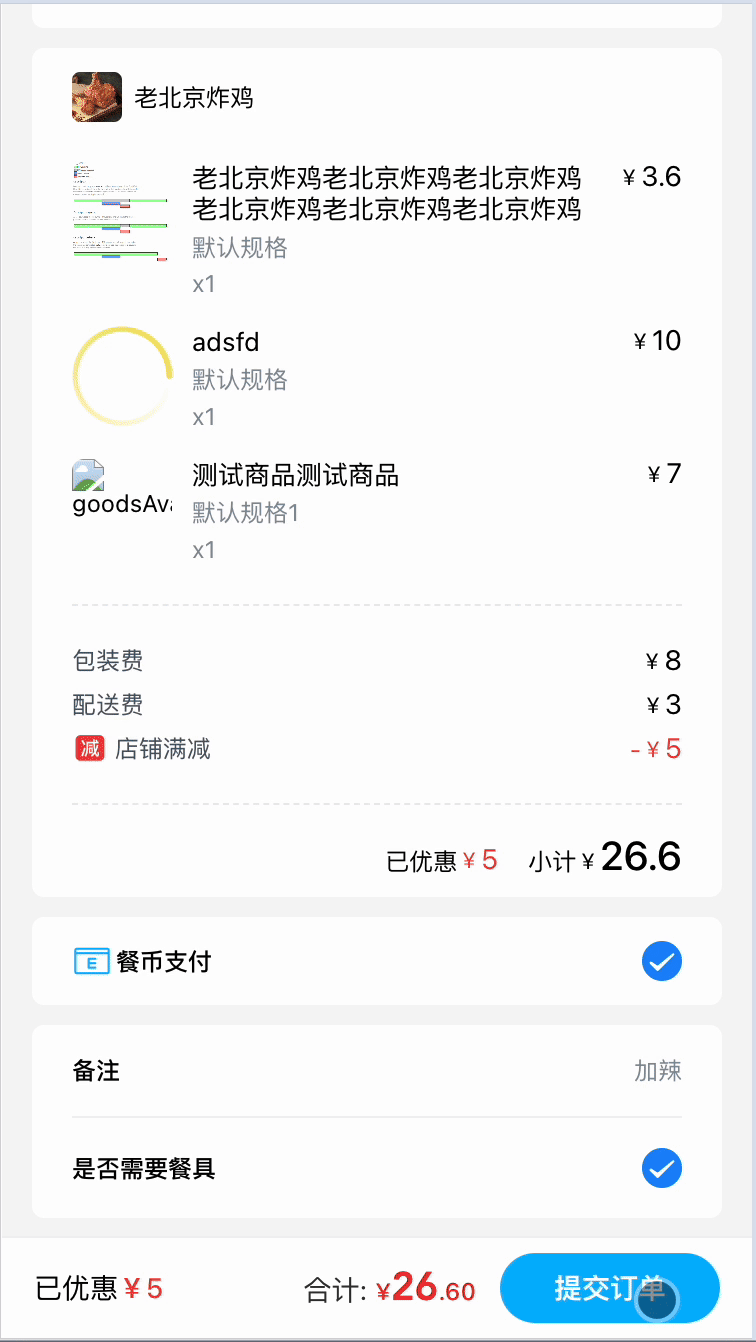 老北京炸鸡
老北京炸鸡老北京炸鸡老北京炸鸡 ¥ 3.6
老北京炸鸡老北京炸鸡老北京炸鸡
默认规格
x1
adsfd ¥ 10
默认规格
x1
测试商品测试商品 ¥ 7
goodsAva
默认规格1
x1
包装费 ¥ 8
配送费 ¥ 3
减 店铺满减 - ¥ 5
已优惠 ¥ 5 小计 ¥ 26.6
E 餐币支付
备注 加辣
是否需要餐具
已优惠 ¥ 5 合计: ¥26.60 提交订单